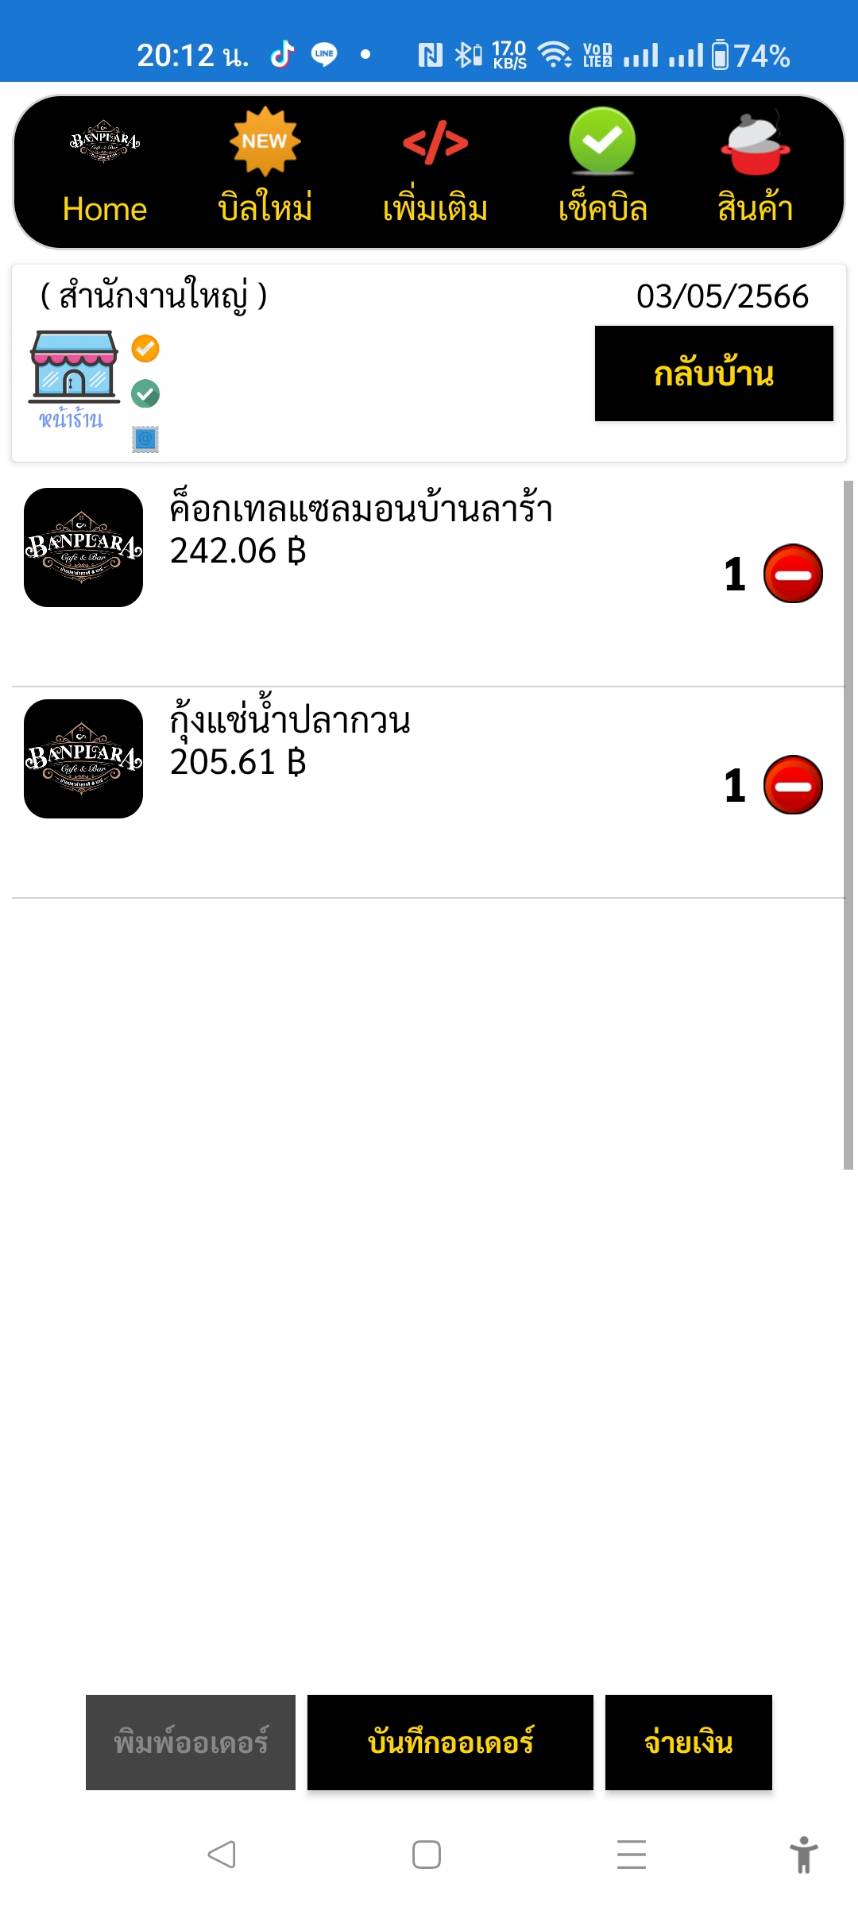 20:12 น. LINE 17.0 KB/S VoD LTE2 74%
BANPLARA
Cafe & Bar
NEW
</>
Home บิลใหม่ เพิ่มเติม เช็คบิล สินค้า
( สำนักงานใหญ่ ) 03/05/2566
หน้าร้าน
@
กลับบ้าน
BANPLARA
Cafe & Bar
ค็อกเทลแซลมอนบ้านลาร้า
242.06 ฿
1
BANPLARA
Cafe & Bar
กุ้งแช่น้ำปลากวน
205.61 ฿
1
พิมพ์ออเดอร์ บันทึกออเดอร์ จ่ายเงิน